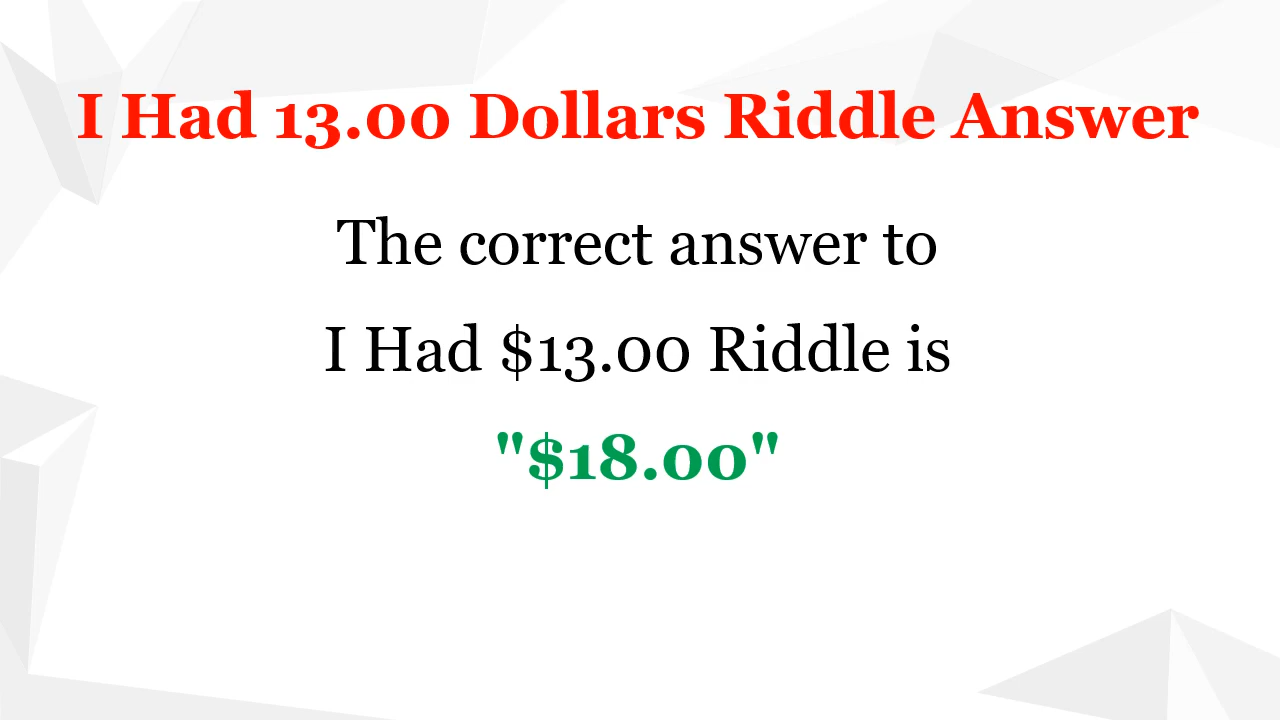 I Had 13.00 Dollars Riddle Answer
The correct answer to
I Had $13.00 Riddle is
"$18.00"